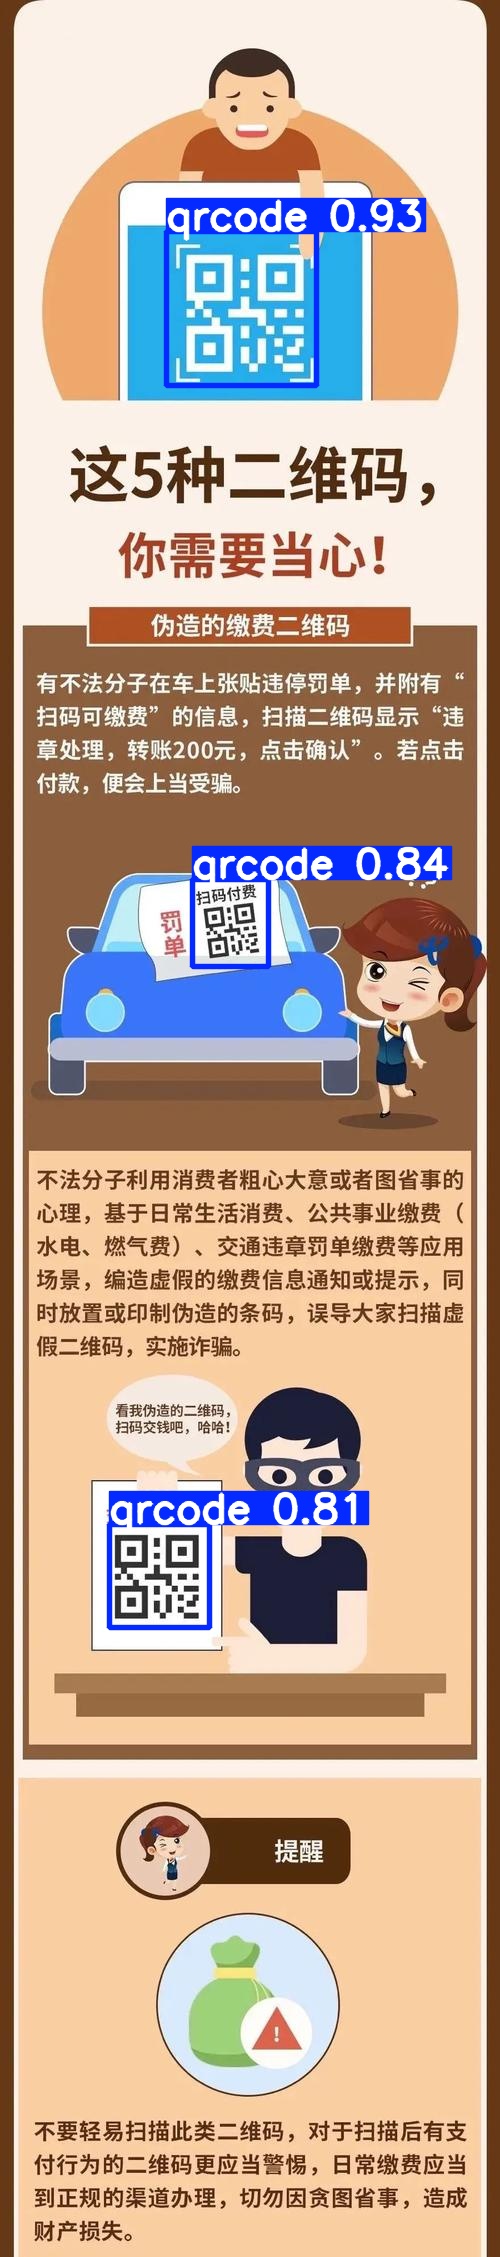 qrcode 0.93
这5种二维码，
你需要当心！
伪造的缴费二维码
有不法分子在车上张贴违停罚单，并附有“
扫码可缴费”的信息，扫描二维码显示“违
章处理，转账200元，点击确认”。若点击
付款，便会上当受骗。
qrcode 0.84
扫码付费
罚
单
不法分子利用消费者粗心大意或者图省事的
心理，基于日常生活消费、公共事业缴费（
水电、燃气费）、交通违章罚单缴费等应用
场景，编造虚假的缴费信息通知或提示，同
时放置或印制伪造的条码，误导大家扫描虚
假二维码，实施诈骗。
看我伪造的二维码，
扫码交钱吧，哈哈！
qrcode 0.81
提醒
!
不要轻易扫描此类二维码，对于扫描后有支
付行为的二维码更应当警惕，日常缴费应当
到正规的渠道办理，切勿因贪图省事，造成
财产损失。